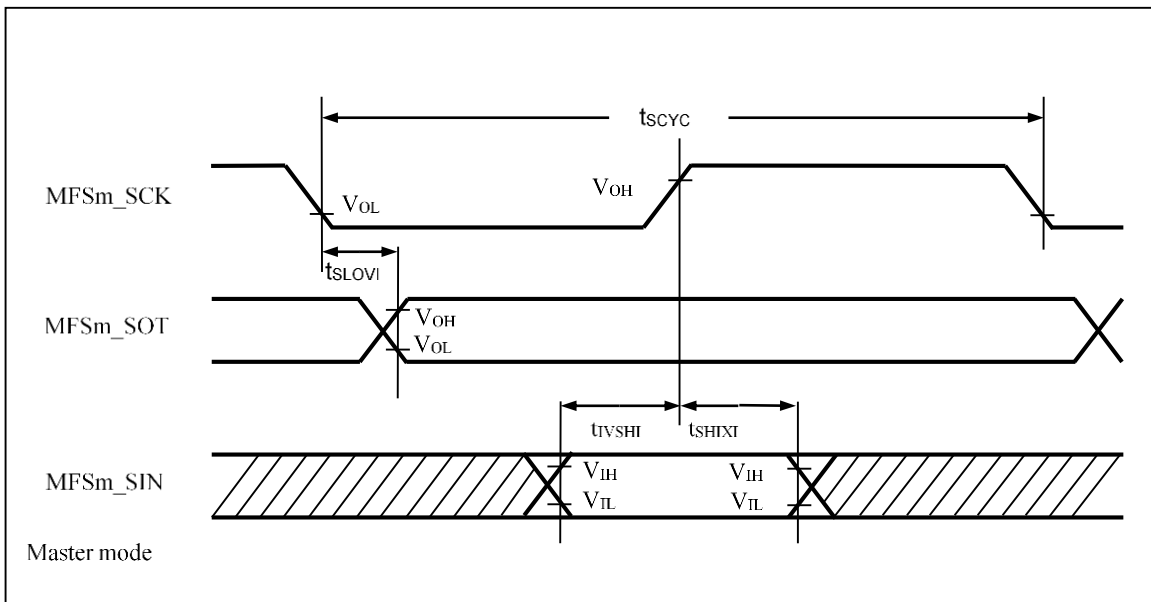 tSCYC
MFSm_SCK
VOH
VOL
tSLOVI
MFSm_SOT
VOH
VOL
tIVSHI tSHIXI
MFSm_SIN
VIH VIH
VIL VIL
Master mode